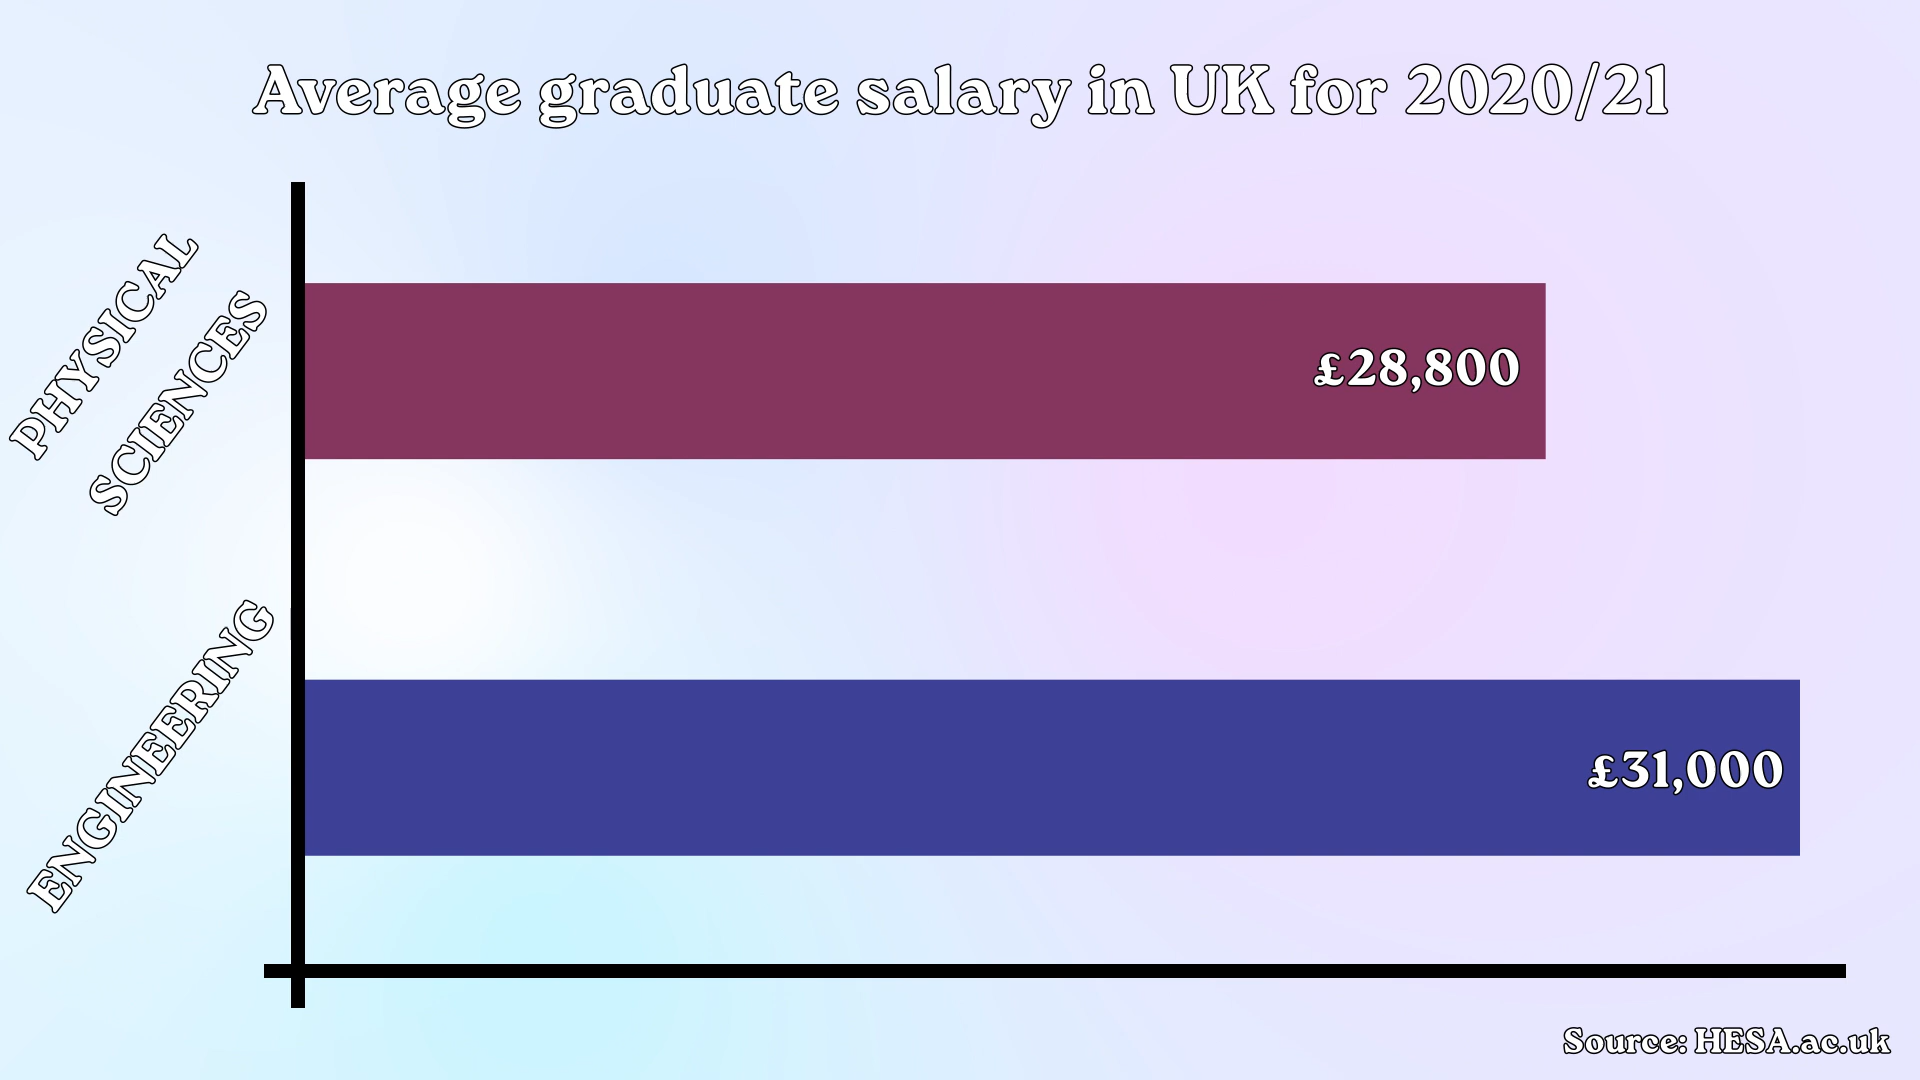 Average graduate salary in UK for 2020/21
PHYSICAL
SCIENCES
£28,800
ENGINEERING
£31,000
Source: HESA.ac.uk